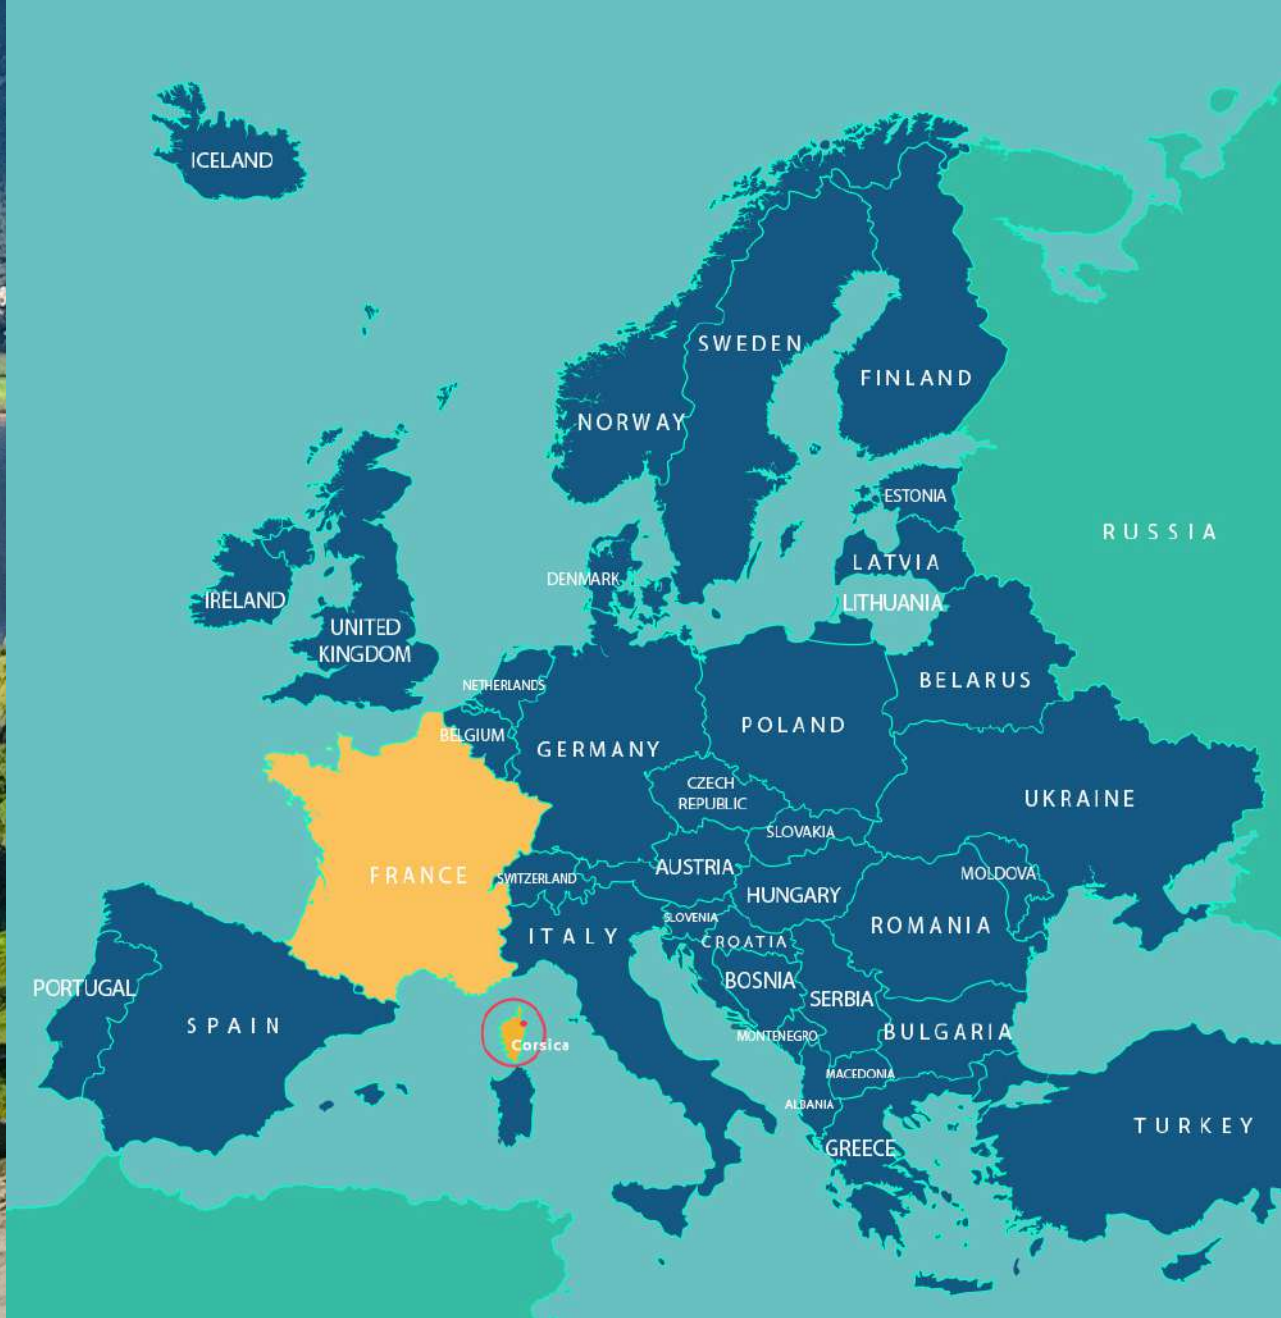 ICELAND
SWEDEN
FINLAND
NORWAY
ESTONIA
RUSSIA
LATVIA
DENMARK
IRELAND
LITHUANIA
UNITED
KINGDOM
BELARUS
NETHERLANDS
POLAND
BELGIUM
GERMANY
CZECH
REPUBLIC
UKRAINE
SLOVAKIA
FRANCE
SWITZERLAND
AUSTRIA
MOLDOVA
HUNGARY
SLOVENIA
ROMANIA
ITALY
CROATIA
BOSNIA
PORTUGAL
SERBIA
SPAIN
MONTENEGRO
BULGARIA
Corsica
MACEDONIA
ALBANIA
TURKEY
GREECE